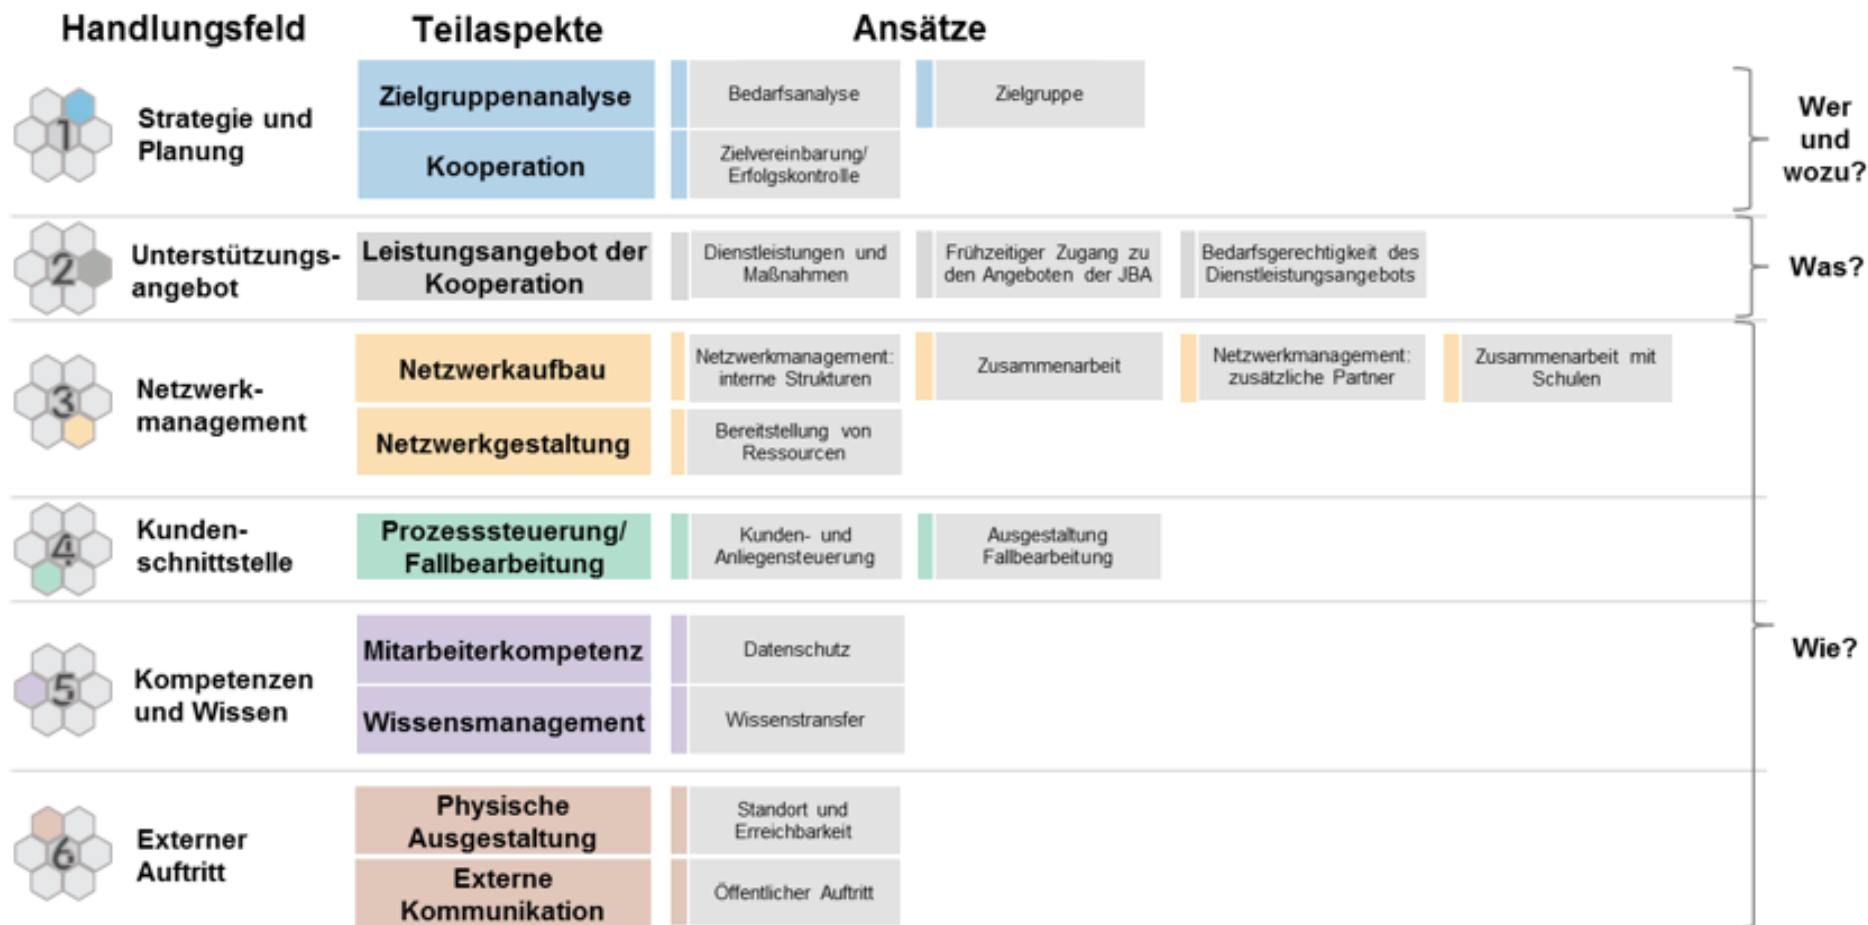 Handlungsfeld
Teilaspekte
Ansätze
1
Strategie und
Planung
Zielgruppenanalyse
Bedarfsanalyse
Zielgruppe
Kooperation
Zielvereinbarung/
Erfolgskontrolle
Wer
und
wozu?
2
Unterstützungs-
angebot
Leistungsangebot der
Kooperation
Dienstleistungen und
Maßnahmen
Frühzeitiger Zugang zu
den Angeboten der JBA
Bedarfsgerechtigkeit des
Dienstleistungsangebots
Was?
3
Netzwerk-
management
Netzwerkaufbau
Netzwerkmanagement:
interne Strukturen
Zusammenarbeit
Netzwerkmanagement:
zusätzliche Partner
Zusammenarbeit mit
Schulen
Netzwerkgestaltung
Bereitstellung von
Ressourcen
4
Kunden-
schnittstelle
Prozesssteuerung/
Fallbearbeitung
Kunden- und
Anliegensteuerung
Ausgestaltung
Fallbearbeitung
5
Kompetenzen
und Wissen
Mitarbeiterkompetenz
Datenschutz
Wissensmanagement
Wissenstransfer
Wie?
6
Externer
Auftritt
Physische
Ausgestaltung
Standort und
Erreichbarkeit
Externe
Kommunikation
Öffentlicher Auftritt